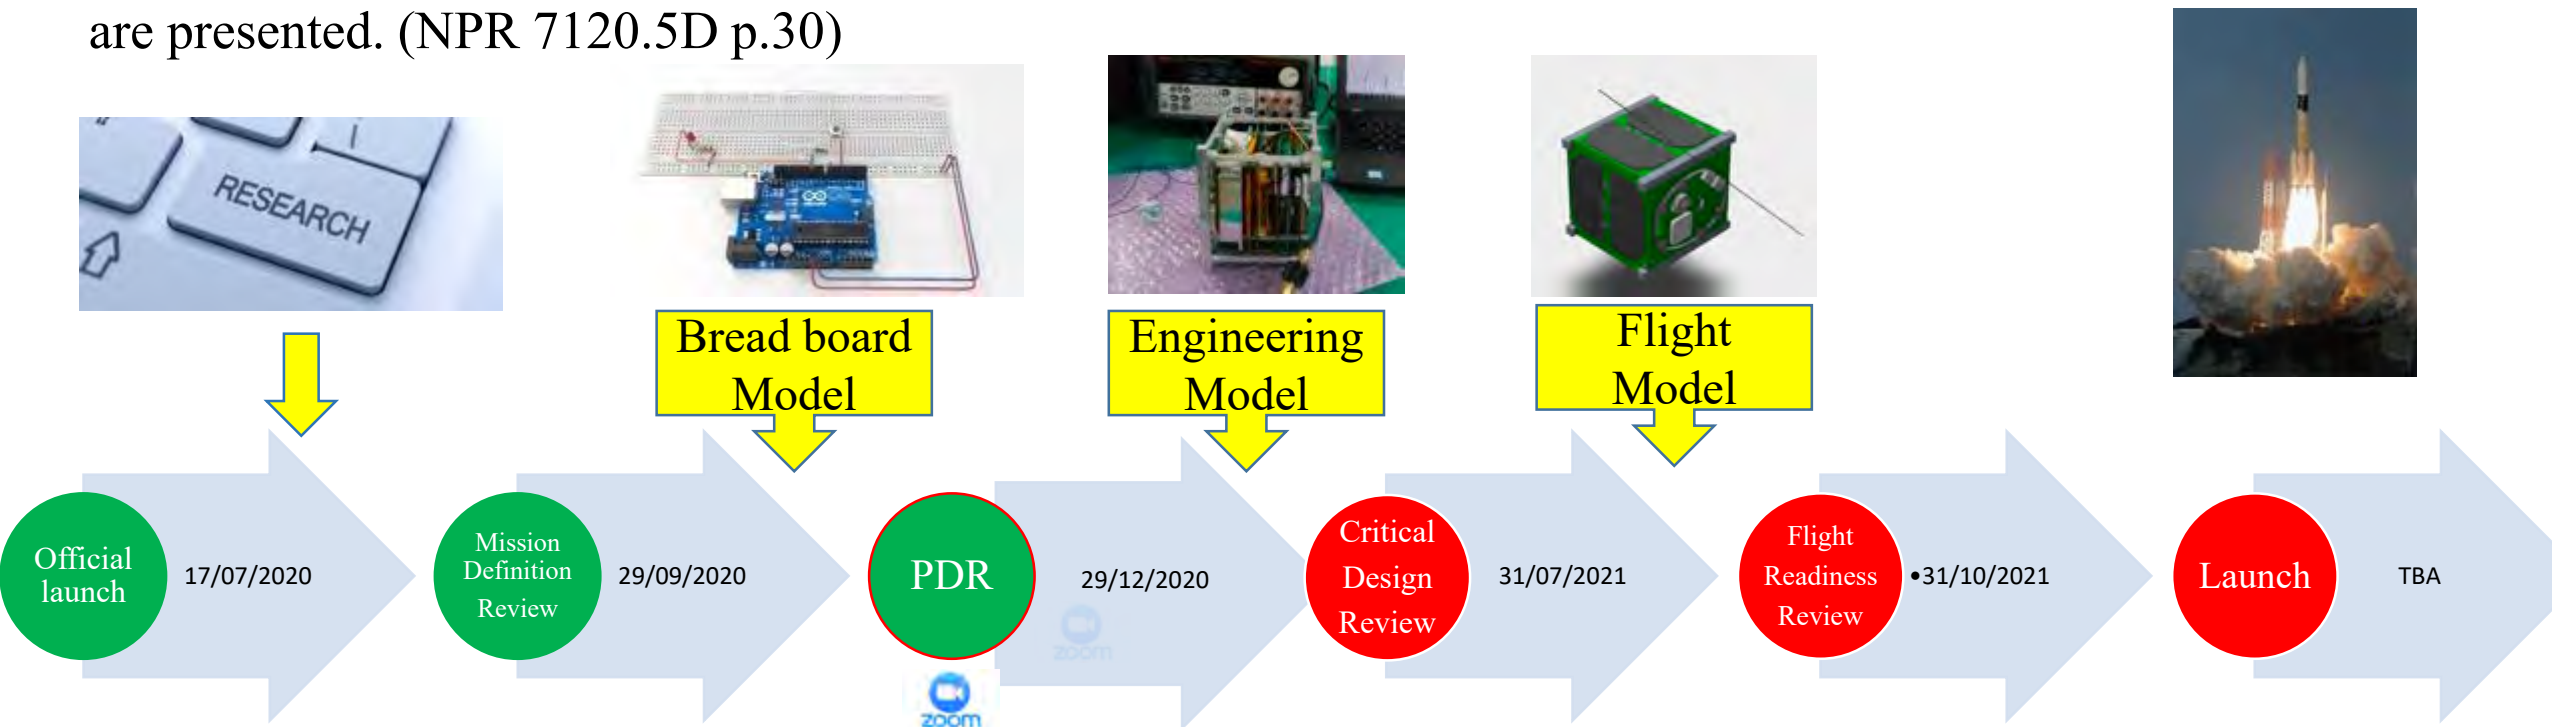 are presented. (NPR 7120.5D p.30)
RESEARCH
Bread board
Model
Engineering
Model
Flight
Model
Official
launch
17/07/2020
Mission
Definition
Review
29/09/2020
PDR
29/12/2020
zoom
zoom
Critical
Design
Review
31/07/2021
Flight
Readiness
Review
•31/10/2021
Launch
TBA